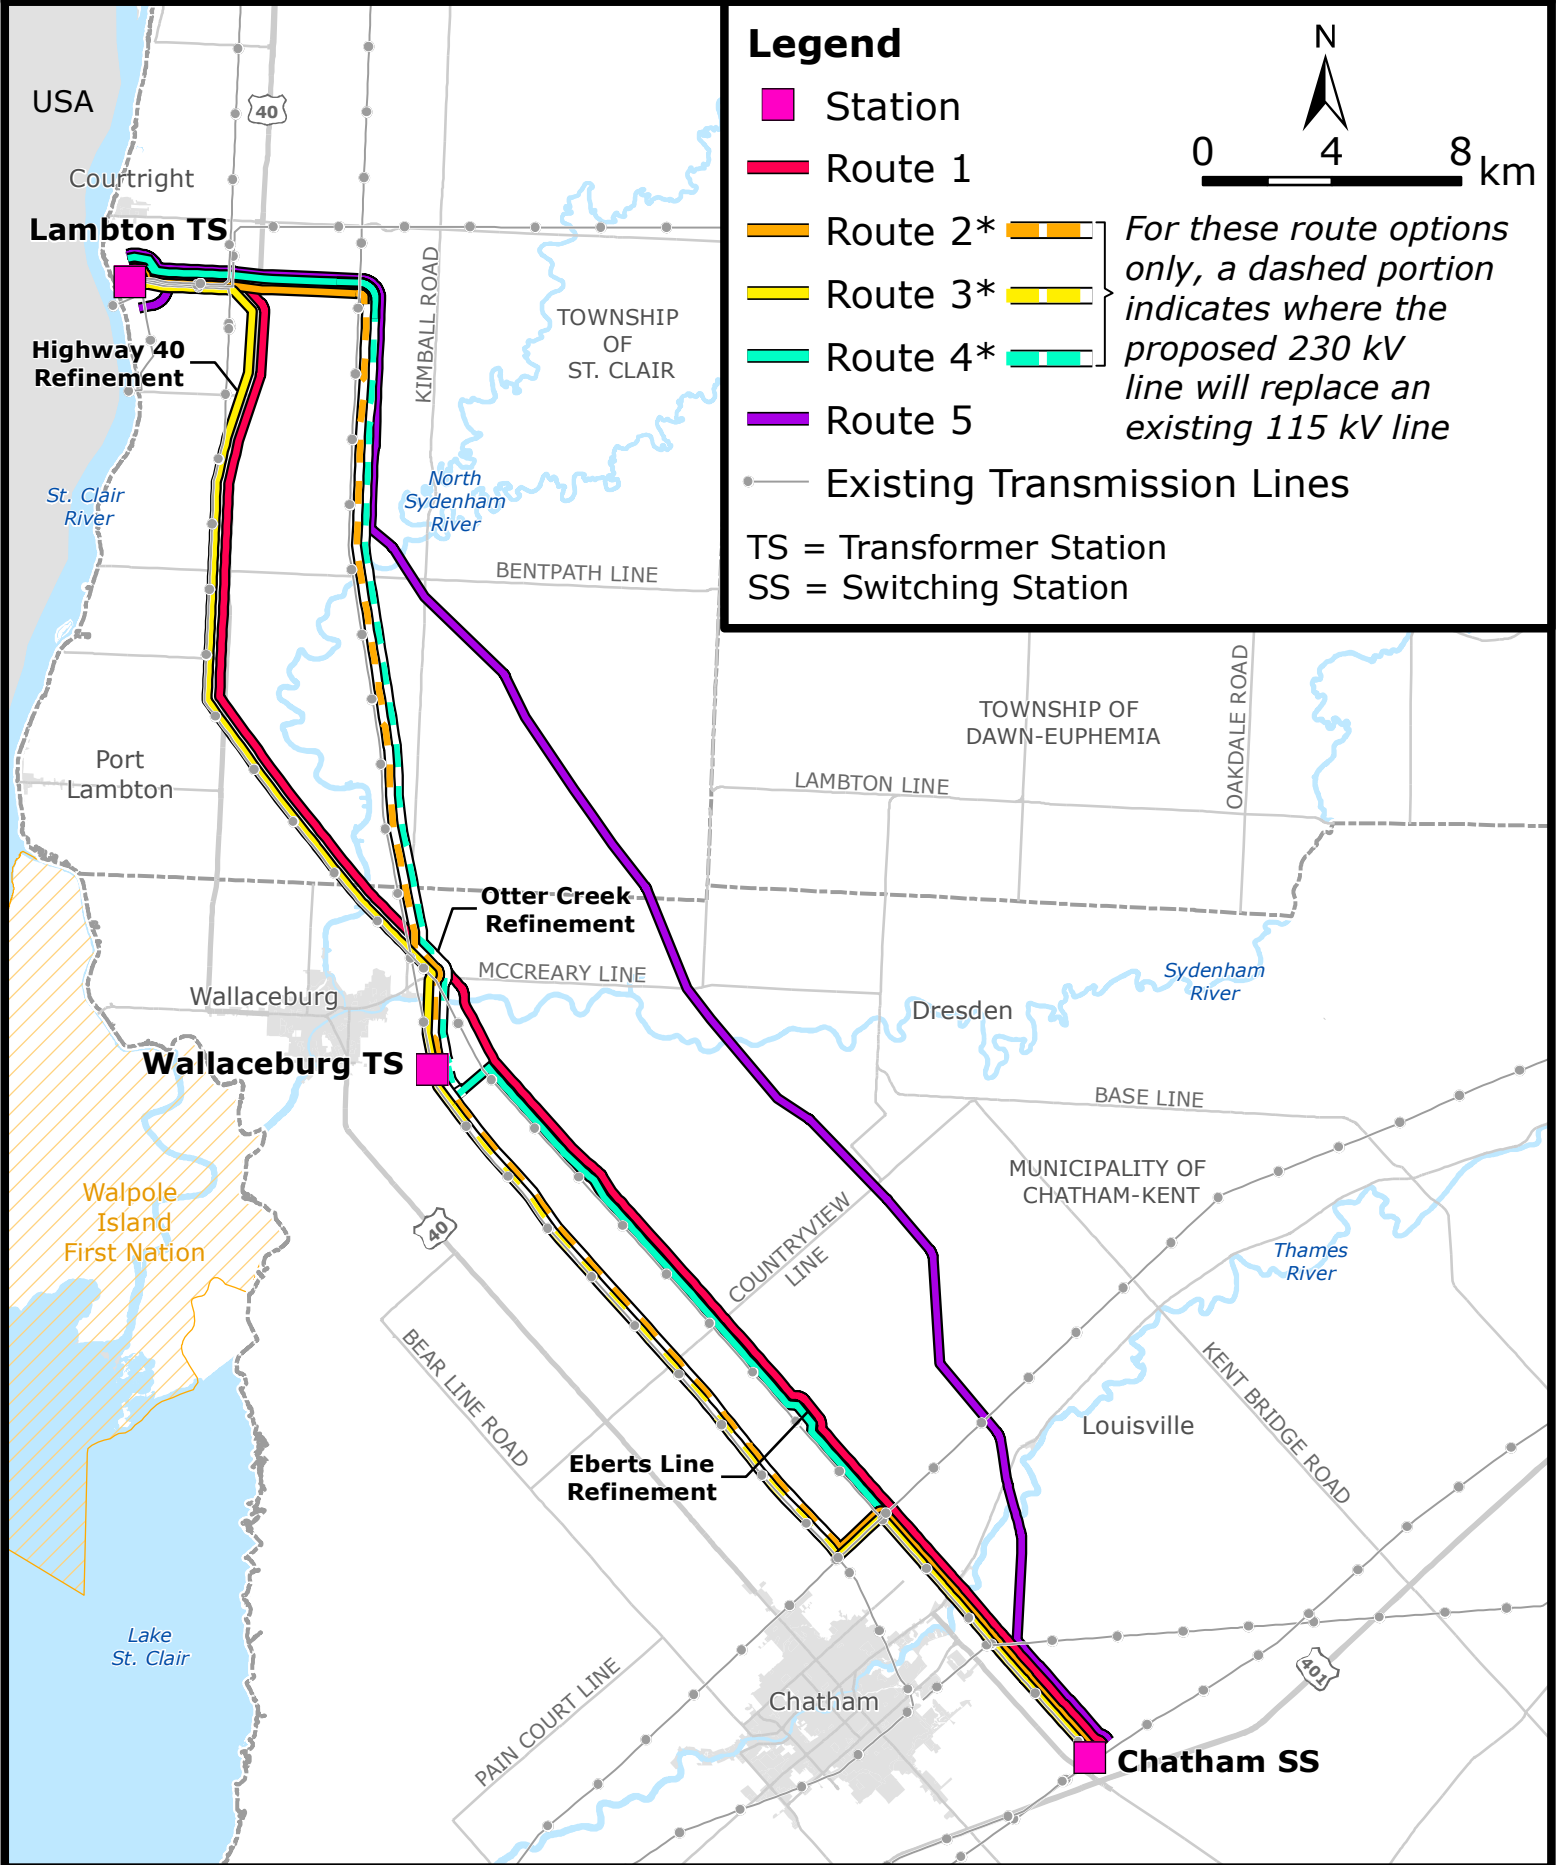 Legend
Station
Route 1
Route 2*
Route 3*
Route 4*
Route 5
Existing Transmission Lines
TS = Transformer Station
SS = Switching Station
For these route options
only, a dashed portion
indicates where the
proposed 230 kV
line will replace an
existing 115 kV line
N
0 4 8 km
USA
40
Courtright
Lambton TS
Highway 40
Refinement
KIMBALL ROAD
TOWNSHIP
OF
ST. CLAIR
St. Clair
River
North
Sydenham
River
BENTPATH LINE
TOWNSHIP OF
DAWN-EUPHEMIA
OAKDALE ROAD
LAMBTON LINE
Port
Lambton
Otter Creek
Refinement
MCCREARY LINE
Wallaceburg
Sydenham
River
Dresden
Wallaceburg TS
BASE LINE
MUNICIPALITY OF
CHATHAM-KENT
Walpole
Island
First Nation
40
COUNTRYVIEW
LINE
Thames
River
BEAR LINE ROAD
KENT BRIDGE ROAD
Louisville
Eberts Line
Refinement
Lake
St. Clair
PAIN COURT LINE
Chatham
401
Chatham SS